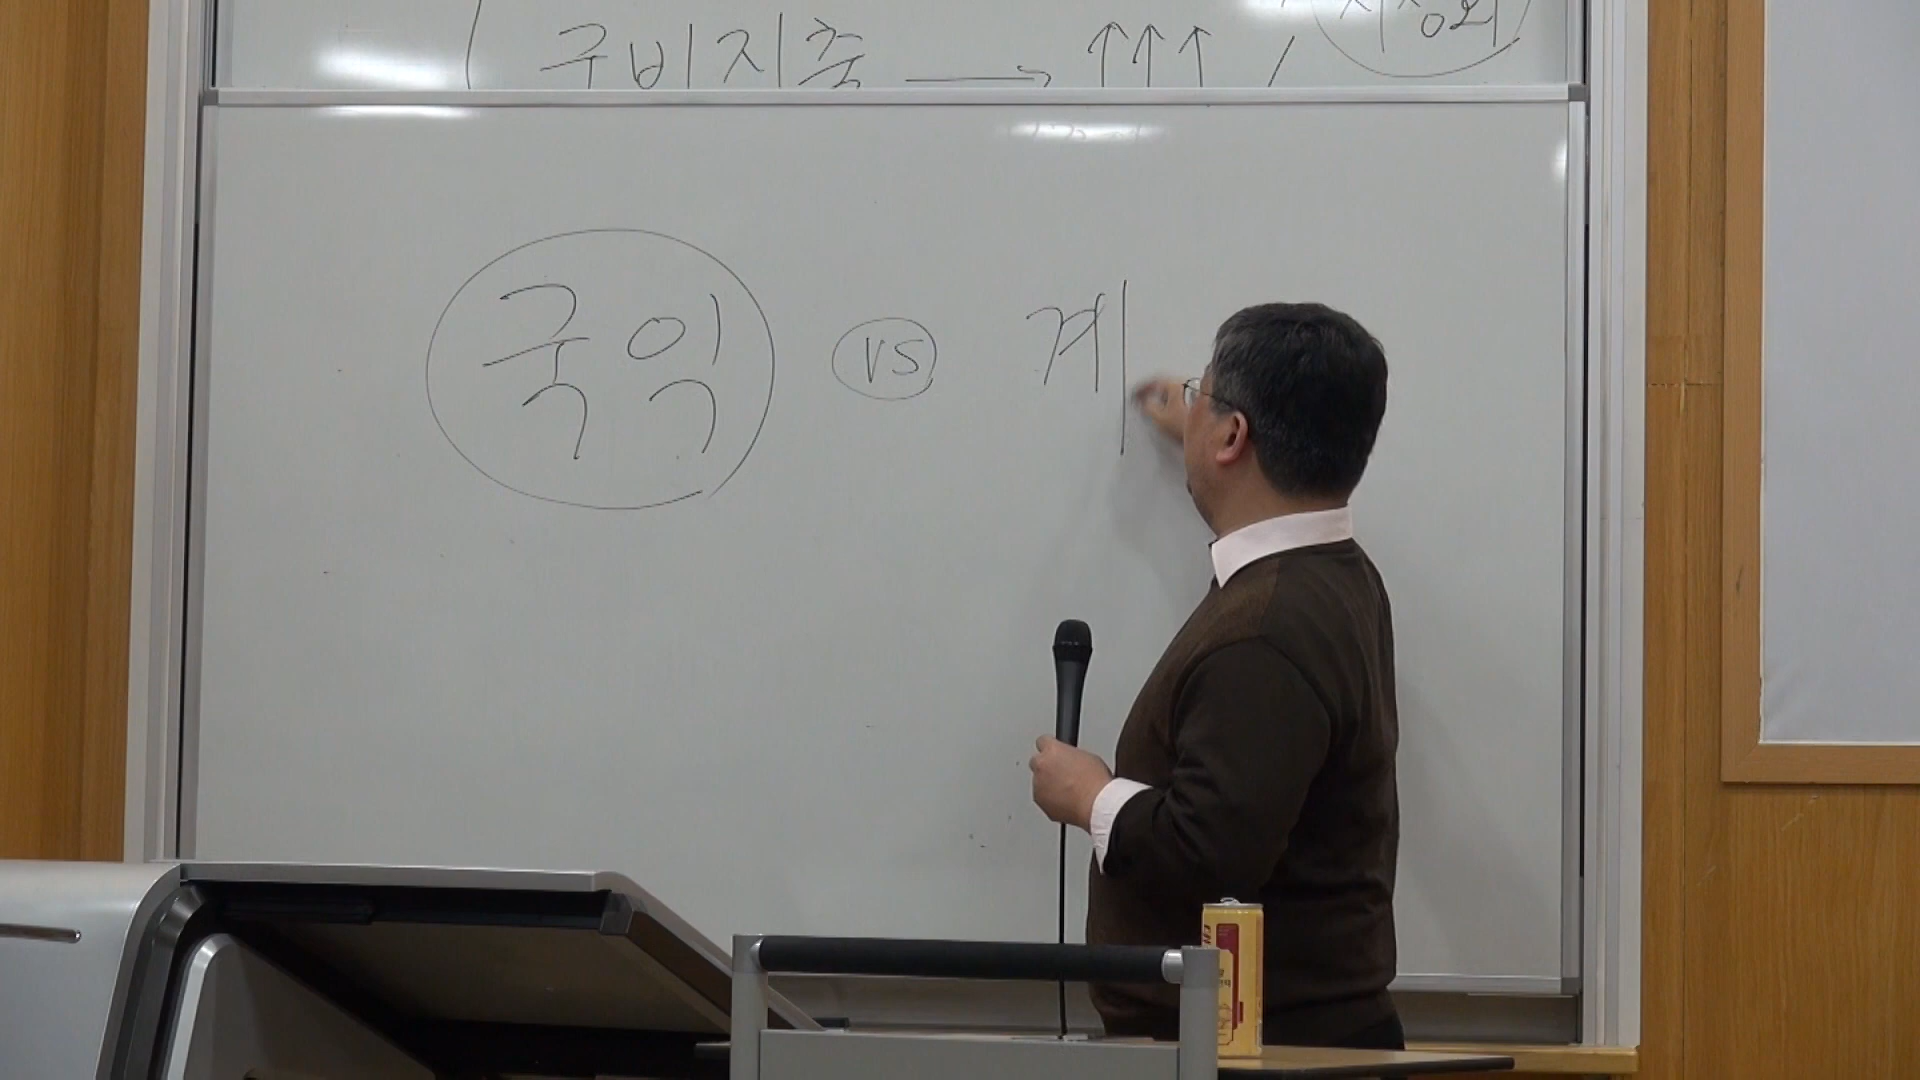 군비지출 → ↑↑↑ /
국익 vs 계